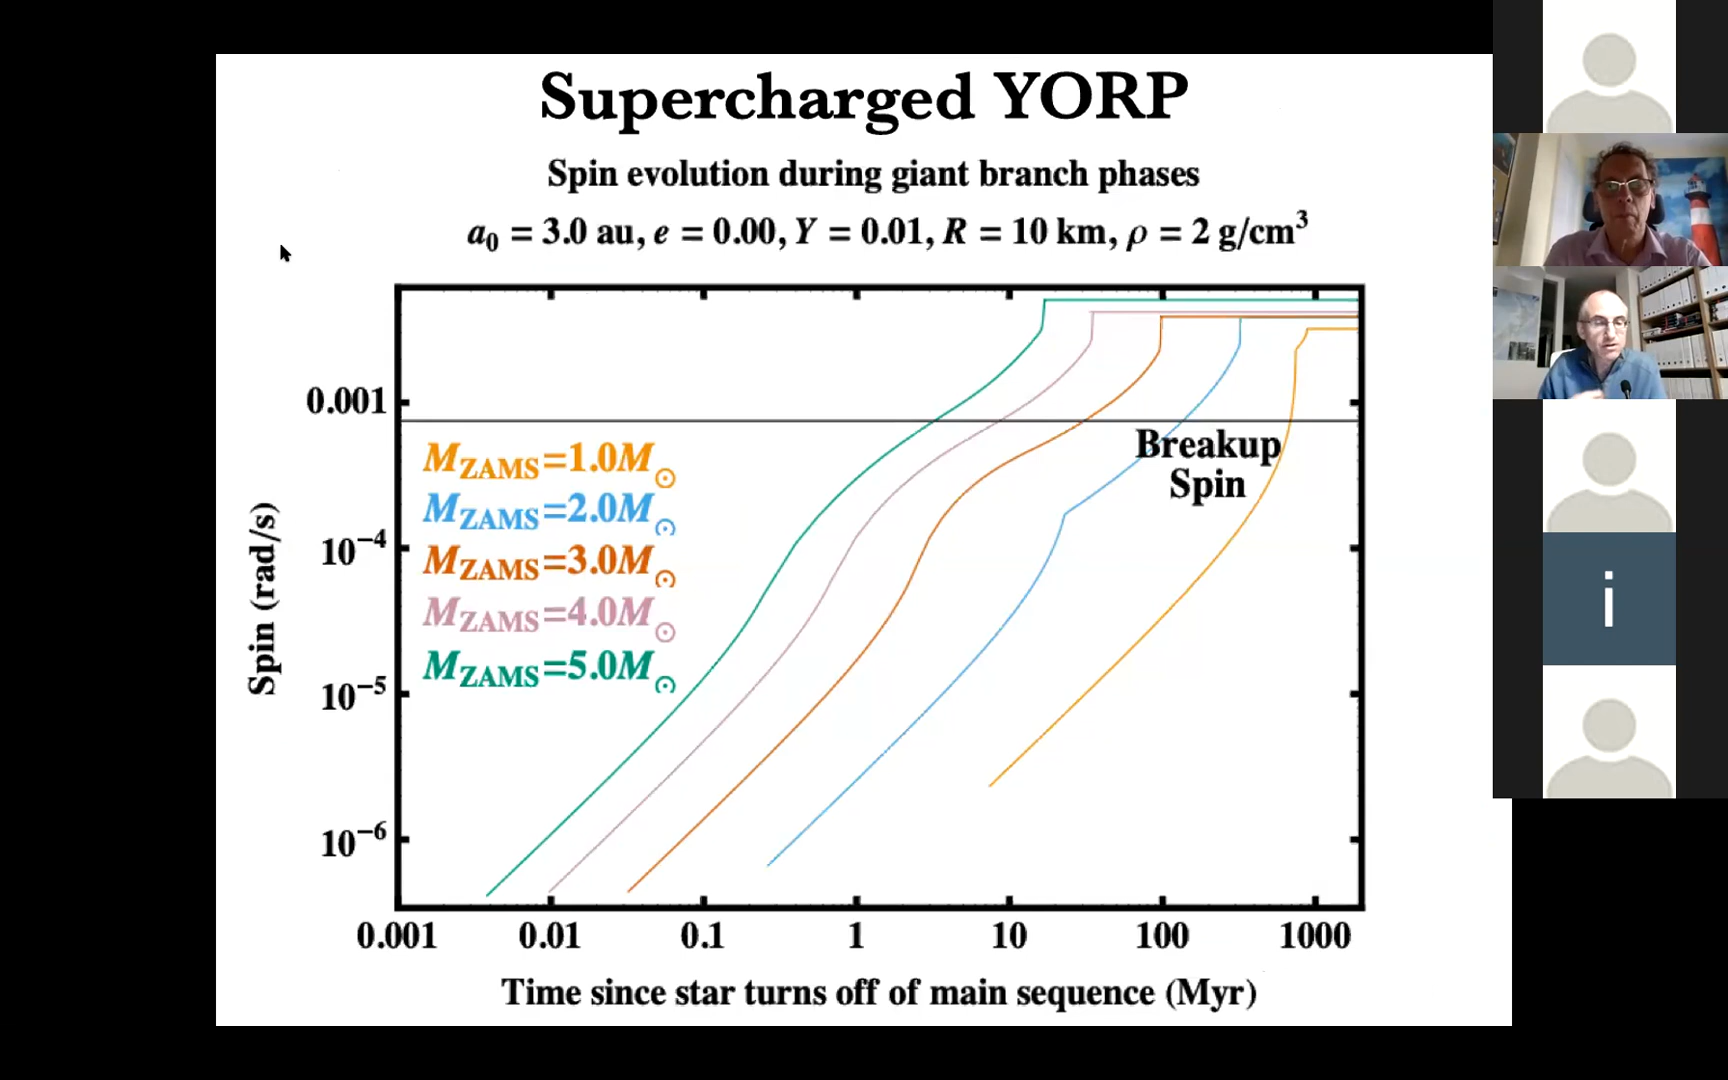 Supercharged YORP
Spin evolution during giant branch phases
a₀ = 3.0 au, e = 0.00, Y = 0.01, R = 10 km, ρ = 2 g/cm³
0.001
10⁻⁴
10⁻⁵
10⁻⁶
Spin (rad/s)
M_ZAMS=1.0M_⊙
M_ZAMS=2.0M_⊙
M_ZAMS=3.0M_⊙
M_ZAMS=4.0M_⊙
M_ZAMS=5.0M_⊙
Breakup
Spin
0.001 0.01 0.1 1 10 100 1000
Time since star turns off of main sequence (Myr)
i